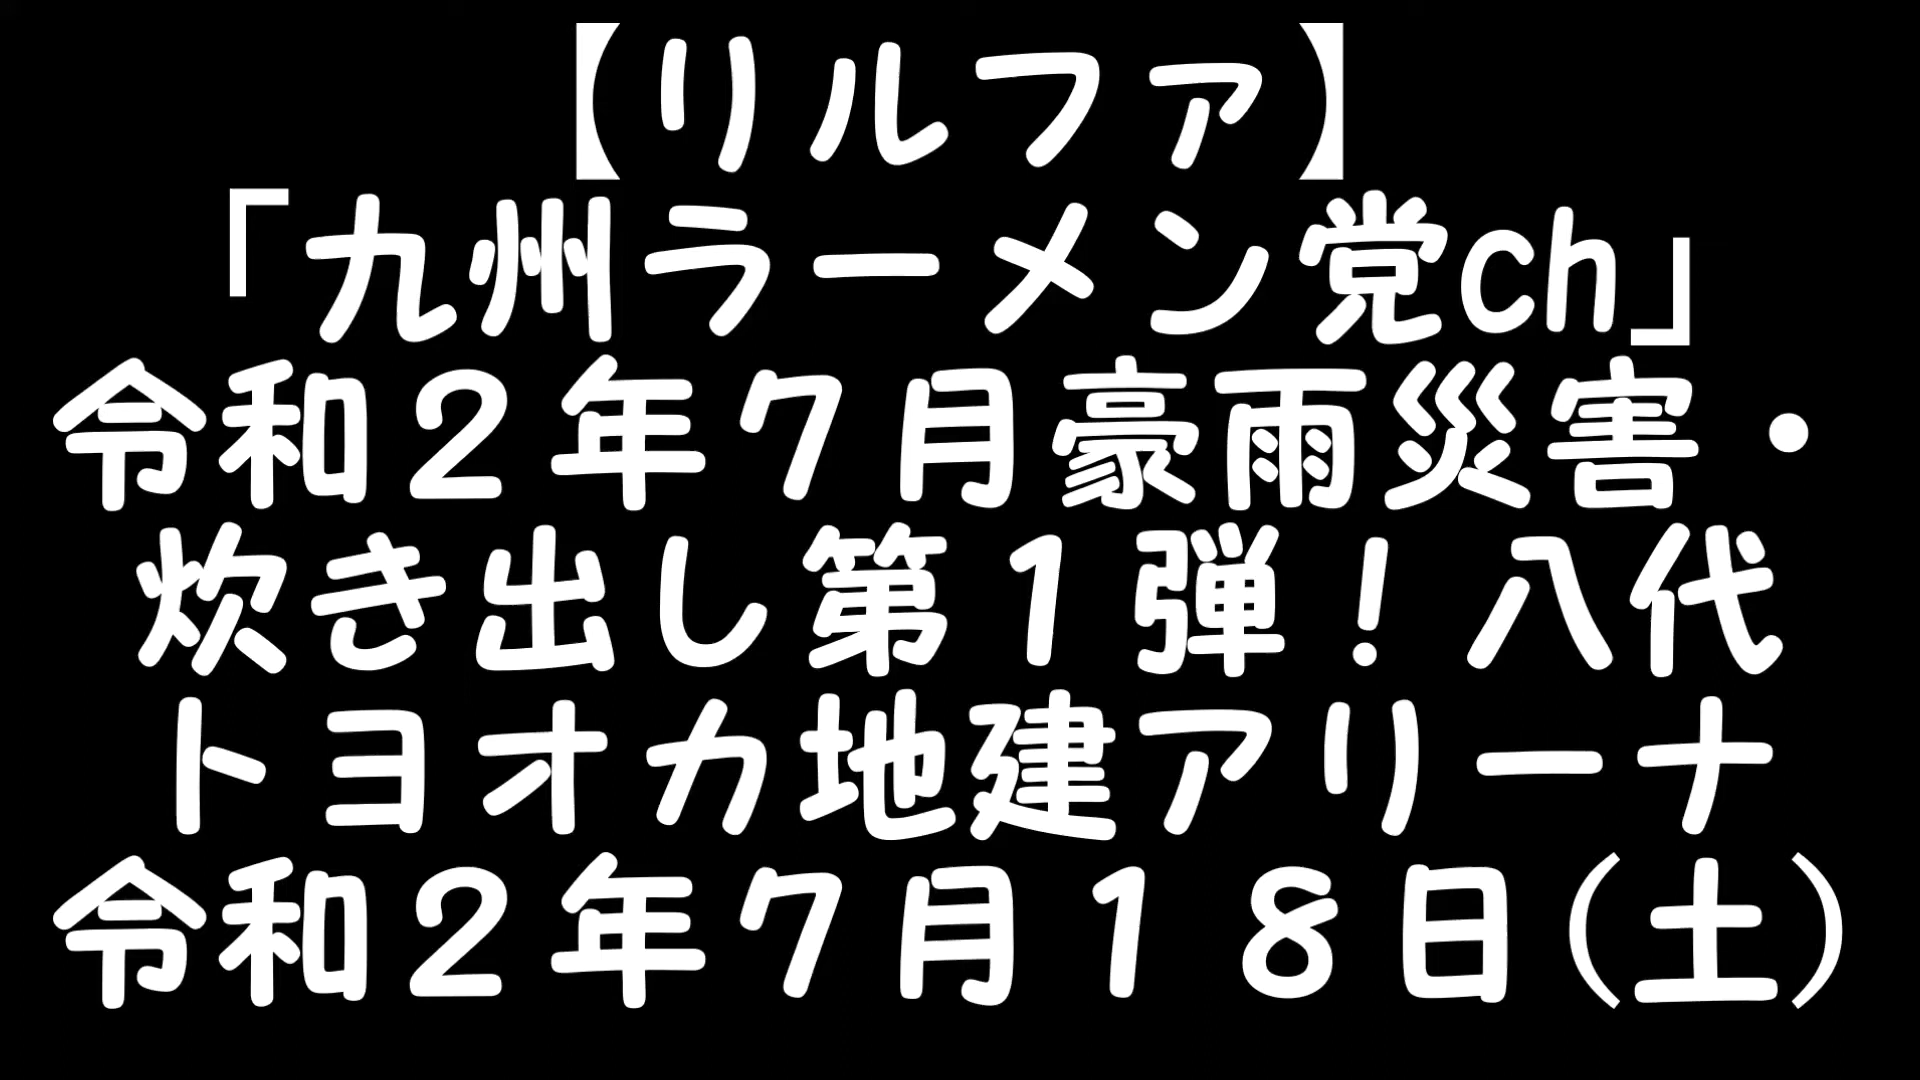 【リルファ】
「九州ラーメン党ch」
令和２年７月豪雨災害・
炊き出し第１弾！八代
トヨオカ地建アリーナ
令和２年７月１８日(土)